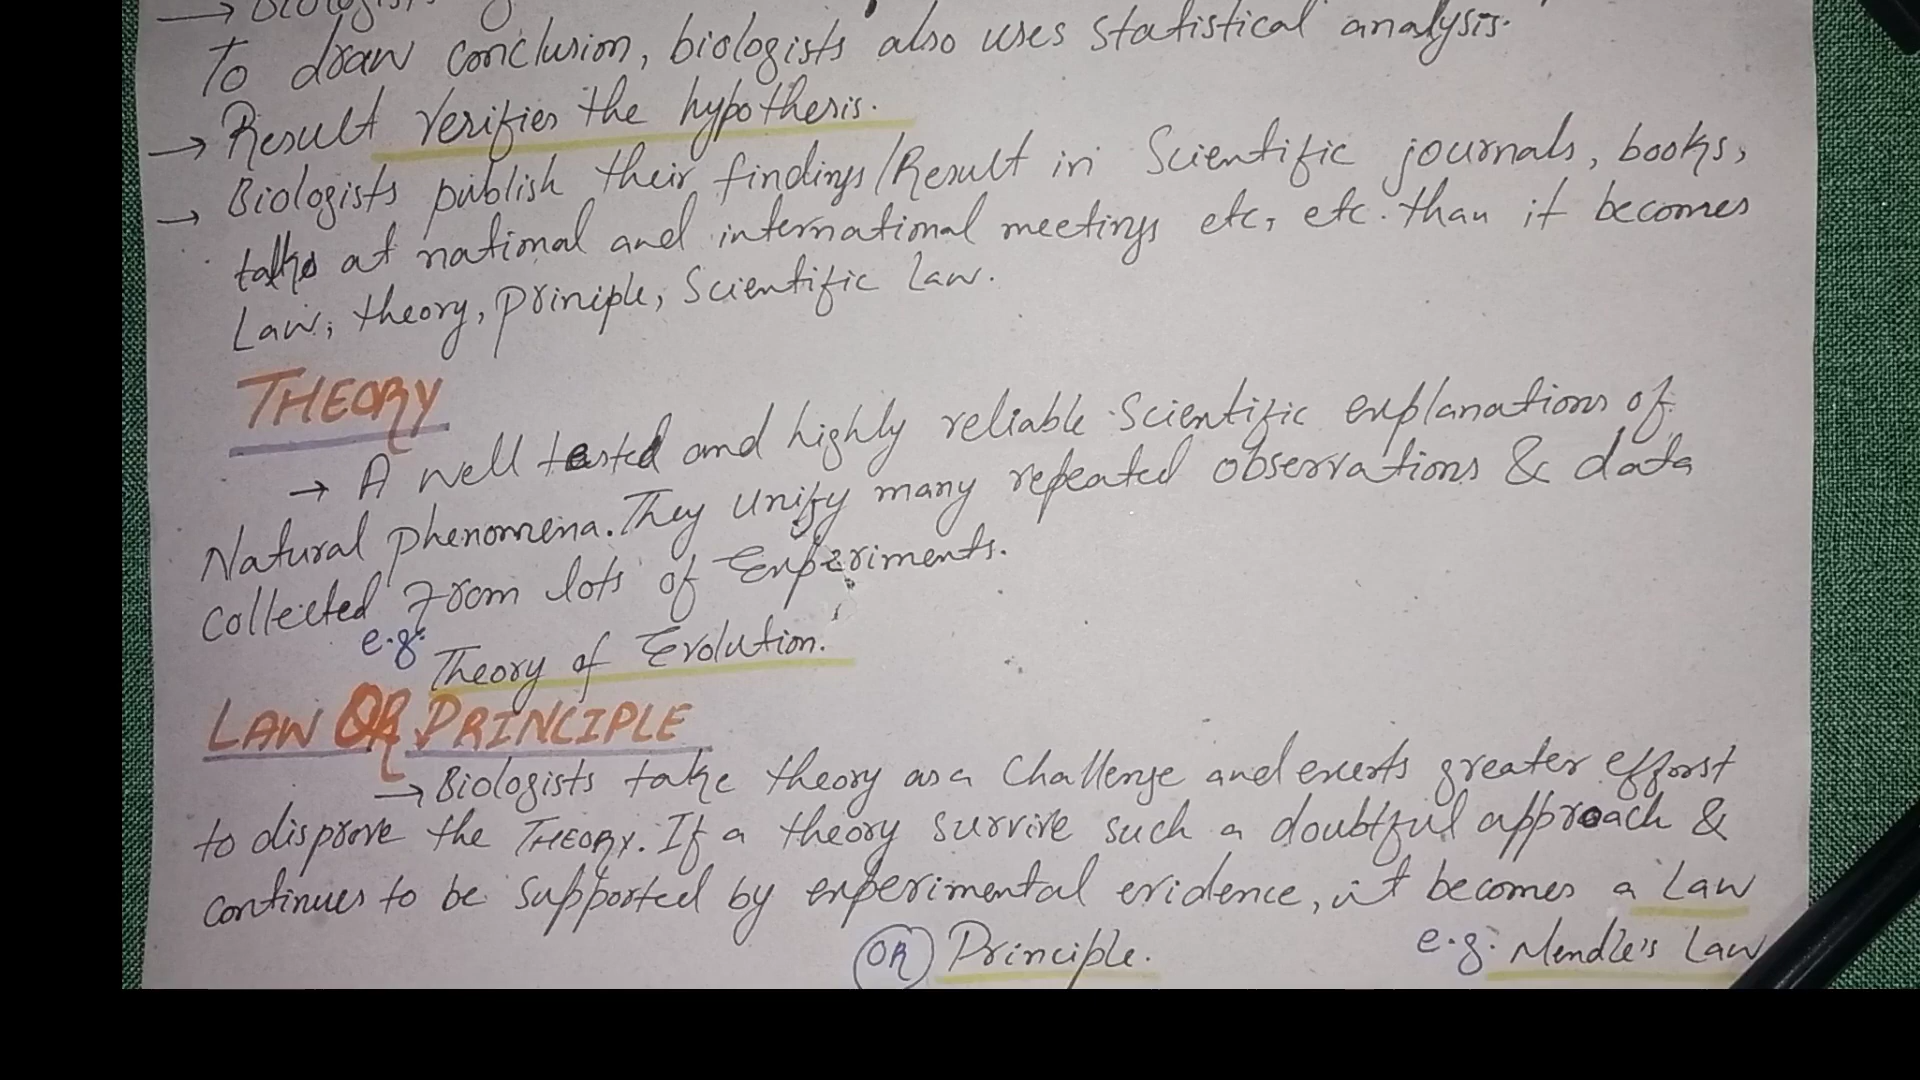 → Biologists
To draw conclusion, biologists also uses statistical analysis.
→ Result verifies the hypothesis.
→ Biologists publish their findings/Result in Scientific journals, books,
talks at national and international meetings etc, etc. than it becomes
Law, theory, priniple, Scientific law.
THEORY
→ A well tested and highly reliable Scientific explanations of
Natural phenomena. They unify many repeated observations & data
collected from lots of Experiments.
e.g: Theory of Evolution.
LAW OR PRINCIPLE
→ Biologists take theory as a challenge and exerts greater effort
to disprove the THEORY. If a theory survive such a doubtful approach &
continues to be supported by experimental evidence, it becomes a Law
OR Principle. e.g: Mendle's Law